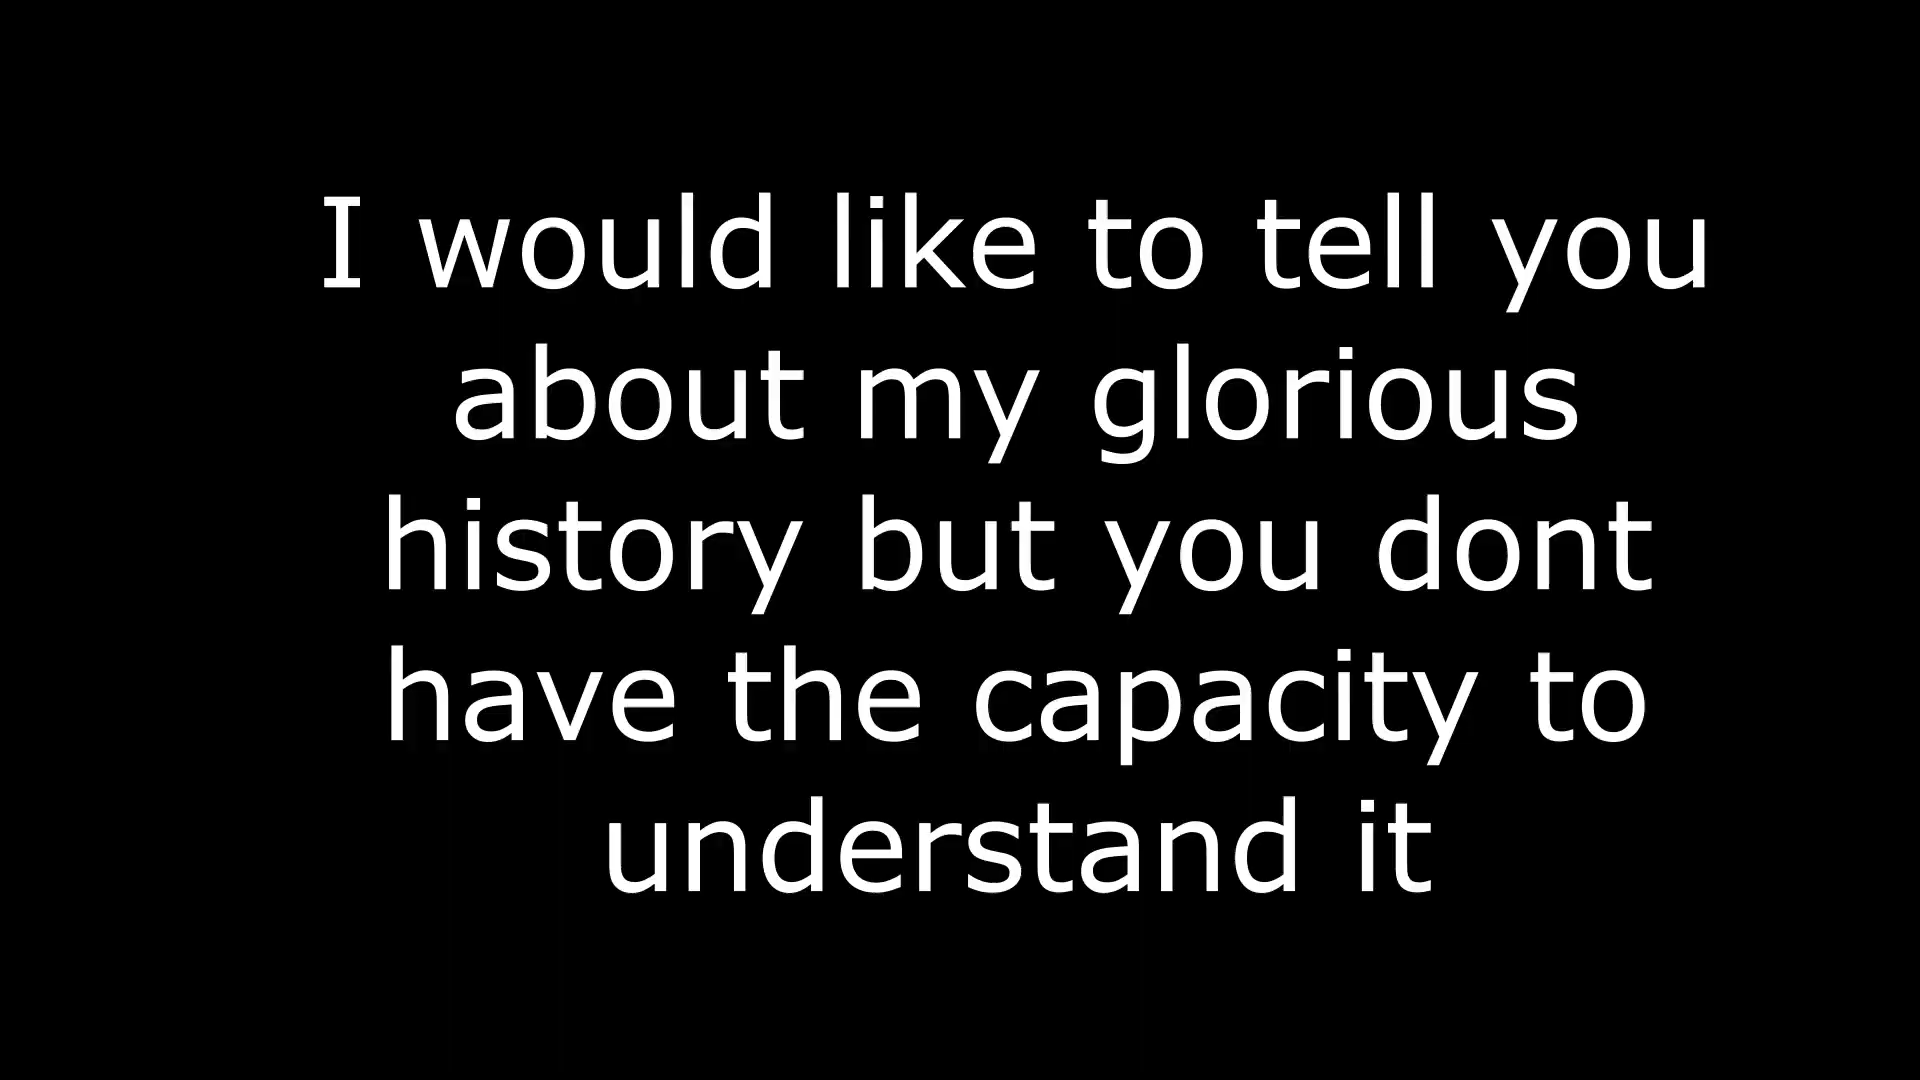 I would like to tell you
about my glorious
history but you dont
have the capacity to
understand it